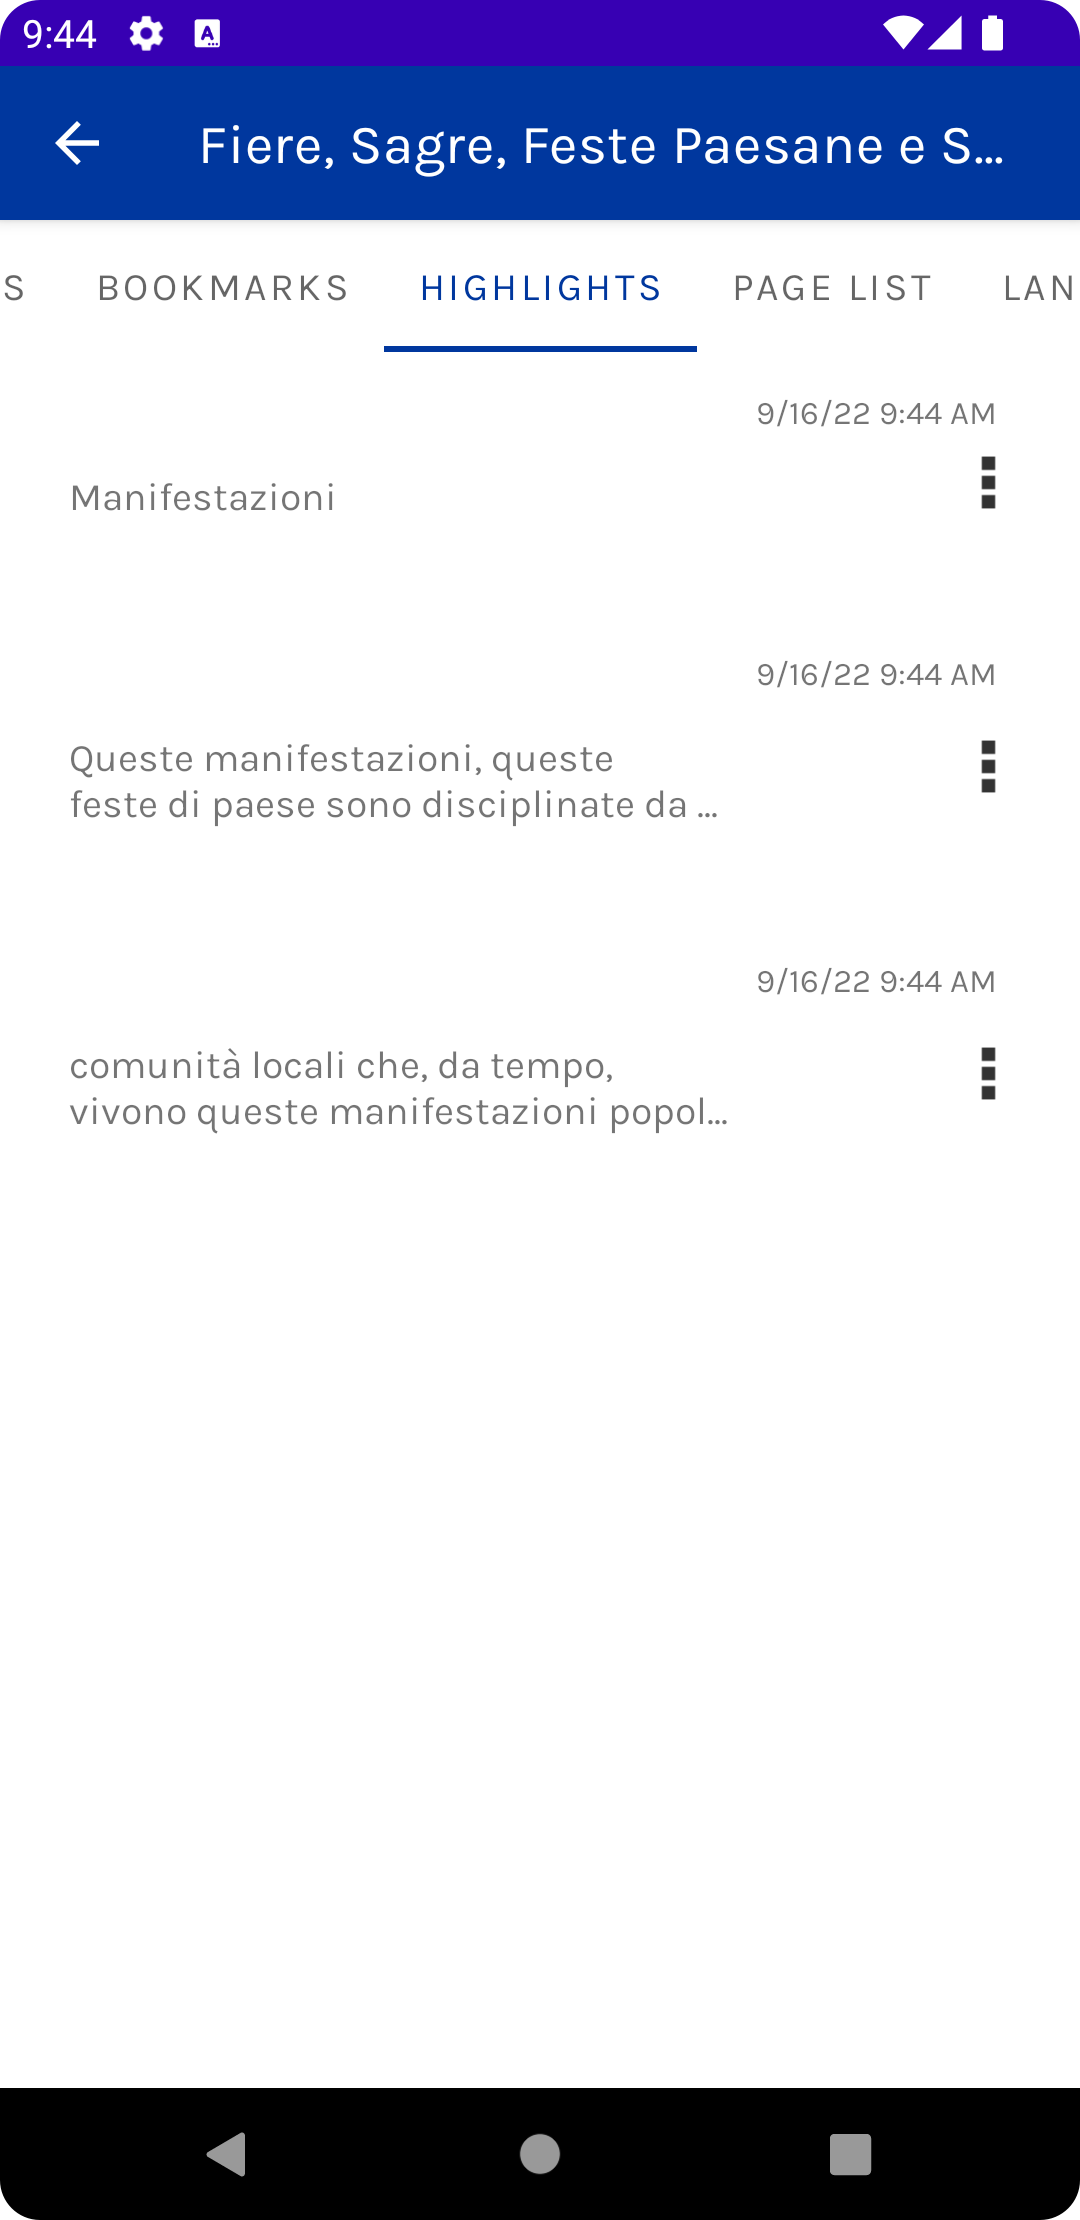 9:44
Fiere, Sagre, Feste Paesane e S...
S BOOKMARKS HIGHLIGHTS PAGE LIST LAN
9/16/22 9:44 AM
Manifestazioni
9/16/22 9:44 AM
Queste manifestazioni, queste
feste di paese sono disciplinate da ...
9/16/22 9:44 AM
comunità locali che, da tempo,
vivono queste manifestazioni popol...